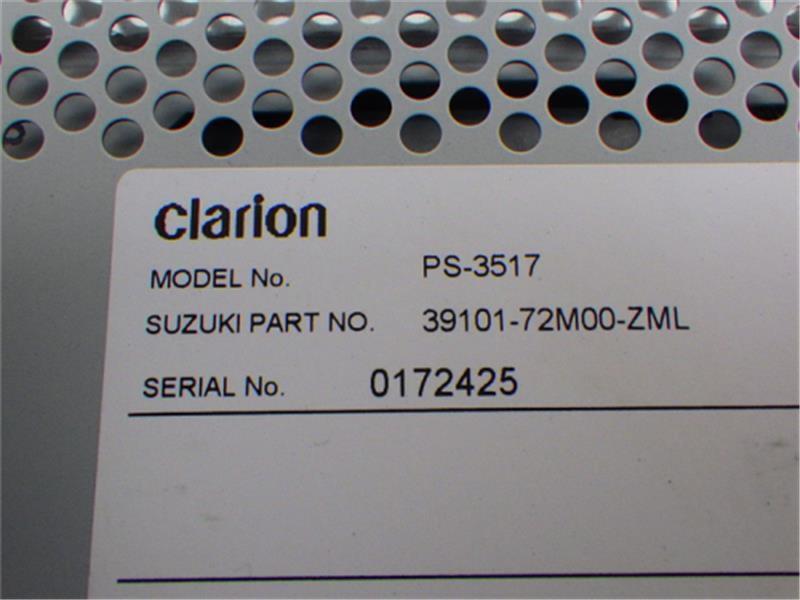 clarion
MODEL No. PS-3517
SUZUKI PART NO. 39101-72M00-ZML
SERIAL No. 0172425